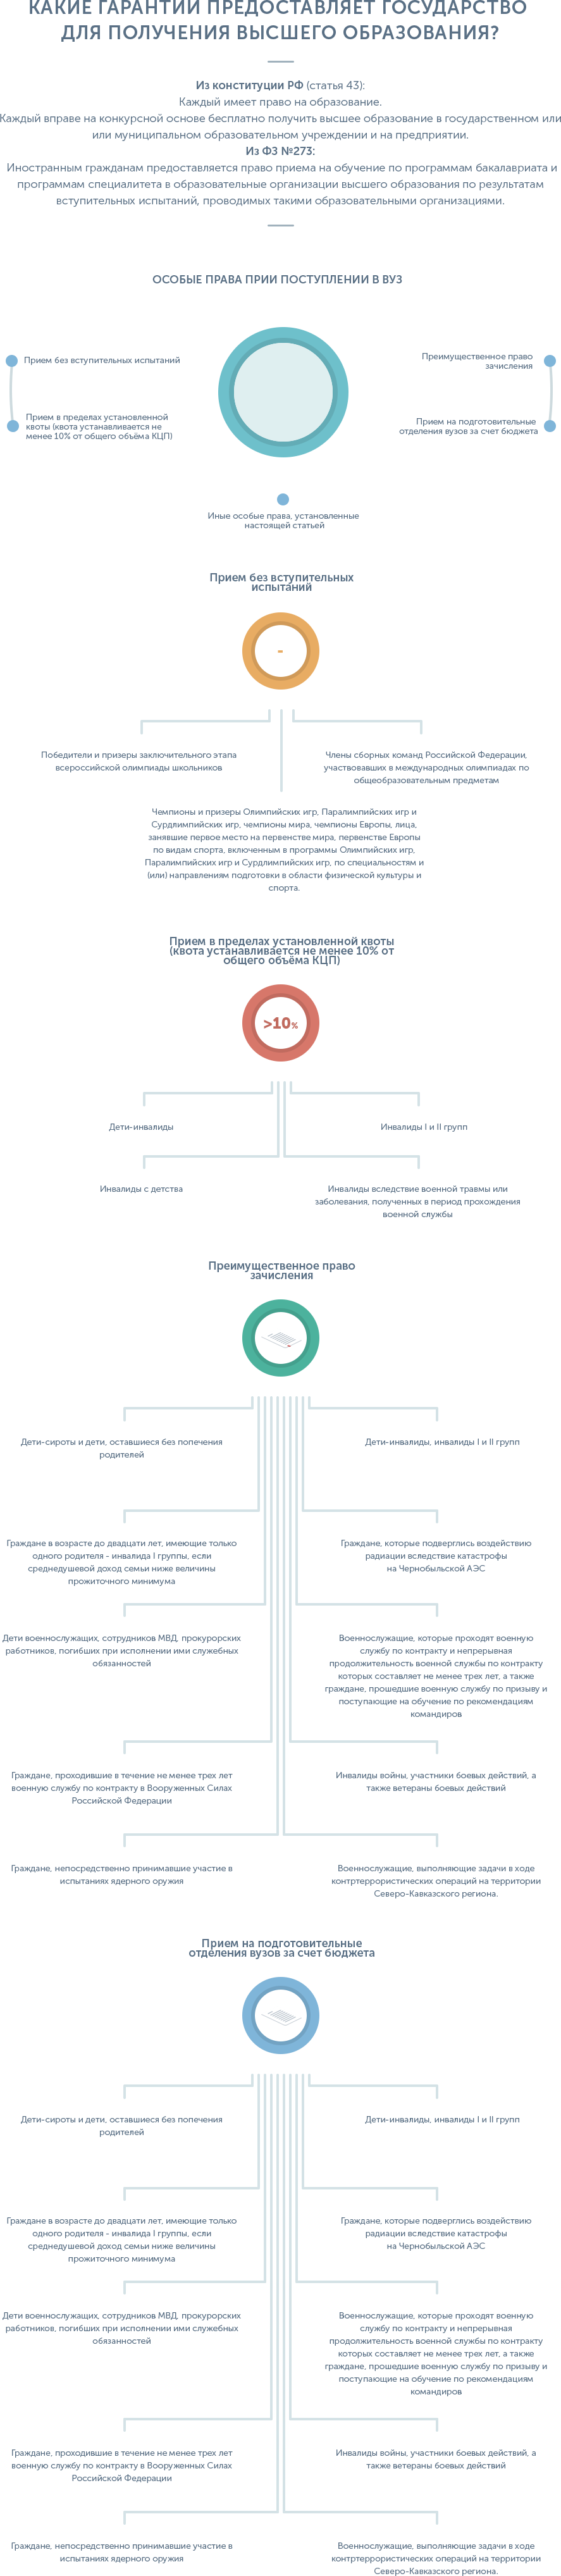 КАКИЕ ГАРАНТИИ ПРЕДОСТАВЛЯЕТ ГОСУДАРСТВО
ДЛЯ ПОЛУЧЕНИЯ ВЫСШЕГО ОБРАЗОВАНИЯ?
Из конституции РФ (статья 43):
Каждый имеет право на образование.
Каждый вправе на конкурсной основе бесплатно получить высшее образование в государственном или
или муниципальном образовательном учреждении и на предприятии.
Из ФЗ №273:
Иностранным гражданам предоставляется право приема на обучение по программам бакалавриата и
программам специалитета в образовательные организации высшего образования по результатам
вступительных испытаний, проводимых такими образовательными организациями.
ОСОБЫЕ ПРАВА ПРИИ ПОСТУПЛЕНИИ В ВУЗ
Прием без вступительных испытаний
Преимущественное право
зачисления
Прием в пределах установленной
квоты (квота устанавливается не
менее 10% от общего объёма КЦП)
Прием на подготовительные
отделения вузов за счет бюджета
Иные особые права, установленные
настоящей статьей
Прием без вступительных
испытаний
-
Победители и призеры заключительного этапа
всероссийской олимпиады школьников
Члены сборных команд Российской Федерации,
участвовавших в международных олимпиадах по
общеобразовательным предметам
Чемпионы и призеры Олимпийских игр, Паралимпийских игр и
Сурдлимпийских игр, чемпионы мира, чемпионы Европы, лица,
занявшие первое место на первенстве мира, первенстве Европы
по видам спорта, включенным в программы Олимпийских игр,
Паралимпийских игр и Сурдлимпийских игр, по специальностям и
(или) направлениям подготовки в области физической культуры и
спорта.
Прием в пределах установленной квоты
(квота устанавливается не менее 10% от
общего объёма КЦП)
>10%
Дети-инвалиды
Инвалиды I и II групп
Инвалиды с детства
Инвалиды вследствие военной травмы или
заболевания, полученных в период прохождения
военной службы
Преимущественное право
зачисления
Дети-сироты и дети, оставшиеся без попечения
родителей
Дети-инвалиды, инвалиды I и II групп
Граждане в возрасте до двадцати лет, имеющие только
одного родителя - инвалида I группы, если
среднедушевой доход семьи ниже величины
прожиточного минимума
Граждане, которые подверглись воздействию
радиации вследствие катастрофы
на Чернобыльской АЭС
Дети военнослужащих, сотрудников МВД, прокурорских
работников, погибших при исполнении ими служебных
обязанностей
Военнослужащие, которые проходят военную
службу по контракту и непрерывная
продолжительность военной службы по контракту
которых составляет не менее трех лет, а также
граждане, прошедшие военную службу по призыву и
поступающие на обучение по рекомендациям
командиров
Граждане, проходившие в течение не менее трех лет
военную службу по контракту в Вооруженных Силах
Российской Федерации
Инвалиды войны, участники боевых действий, а
также ветераны боевых действий
Граждане, непосредственно принимавшие участие в
испытаниях ядерного оружия
Военнослужащие, выполняющие задачи в ходе
контртеррористических операций на территории
Северо-Кавказского региона.
Прием на подготовительные
отделения вузов за счет бюджета
Дети-сироты и дети, оставшиеся без попечения
родителей
Дети-инвалиды, инвалиды I и II групп
Граждане в возрасте до двадцати лет, имеющие только
одного родителя - инвалида I группы, если
среднедушевой доход семьи ниже величины
прожиточного минимума
Граждане, которые подверглись воздействию
радиации вследствие катастрофы
на Чернобыльской АЭС
Дети военнослужащих, сотрудников МВД, прокурорских
работников, погибших при исполнении ими служебных
обязанностей
Военнослужащие, которые проходят военную
службу по контракту и непрерывная
продолжительность военной службы по контракту
которых составляет не менее трех лет, а также
граждане, прошедшие военную службу по призыву и
поступающие на обучение по рекомендациям
командиров
Граждане, проходившие в течение не менее трех лет
военную службу по контракту в Вооруженных Силах
Российской Федерации
Инвалиды войны, участники боевых действий, а
также ветераны боевых действий
Граждане, непосредственно принимавшие участие в
испытаниях ядерного оружия
Военнослужащие, выполняющие задачи в ходе
контртеррористических операций на территории
Северо-Кавказского региона.